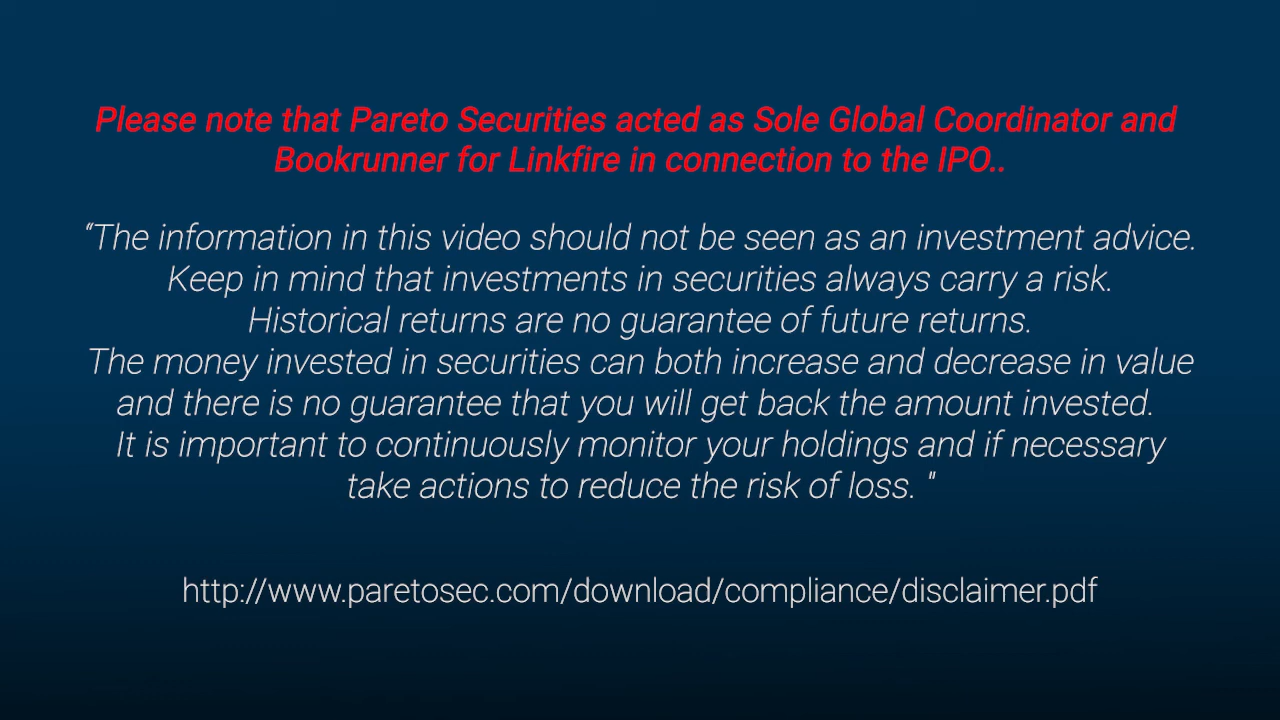 Please note that Pareto Securities acted as Sole Global Coordinator and
Bookrunner for Linkfire in connection to the IPO..
“The information in this video should not be seen as an investment advice.
Keep in mind that investments in securities always carry a risk.
Historical returns are no guarantee of future returns.
The money invested in securities can both increase and decrease in value
and there is no guarantee that you will get back the amount invested.
It is important to continuously monitor your holdings and if necessary
take actions to reduce the risk of loss. "
http://www.paretosec.com/download/compliance/disclaimer.pdf